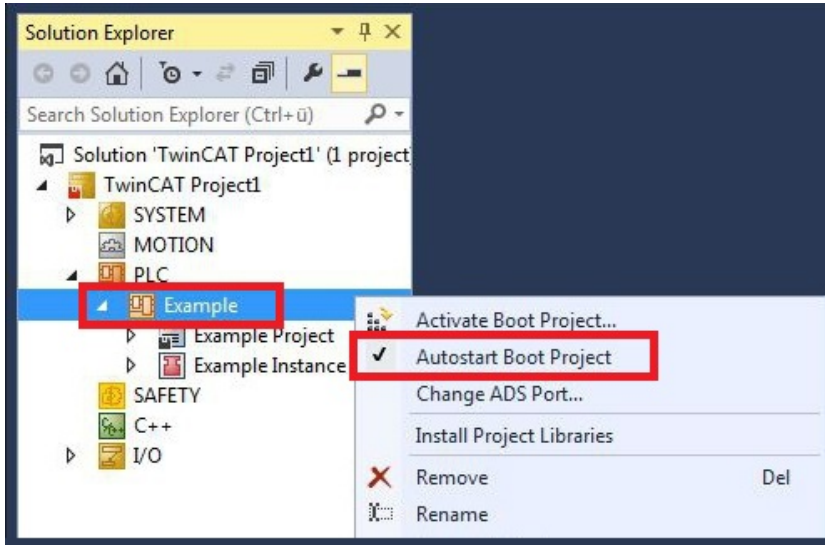 Solution Explorer
Search Solution Explorer (Ctrl+ü)
Solution 'TwinCAT Project1' (1 project
TwinCAT Project1
SYSTEM
MOTION
PLC
Example
Example Project
Example Instance
SAFETY
C++
I/O
Activate Boot Project...
Autostart Boot Project
Change ADS Port...
Install Project Libraries
Remove Del
Rename